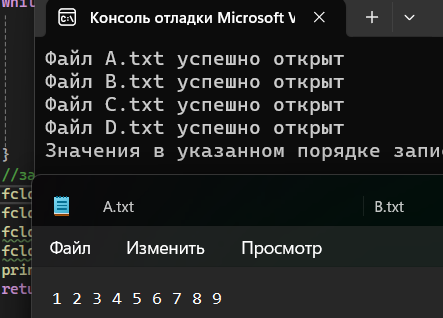 Консоль отладки Microsoft V
Файл A.txt успешно открыт
Файл B.txt успешно открыт
Файл C.txt успешно открыт
Файл D.txt успешно открыт
Значения в указанном порядке запис
}
//за
fclo
fclo
fclo
fclo
prin
retu
A.txt
B.txt
Файл
Изменить
Просмотр
1 2 3 4 5 6 7 8 9